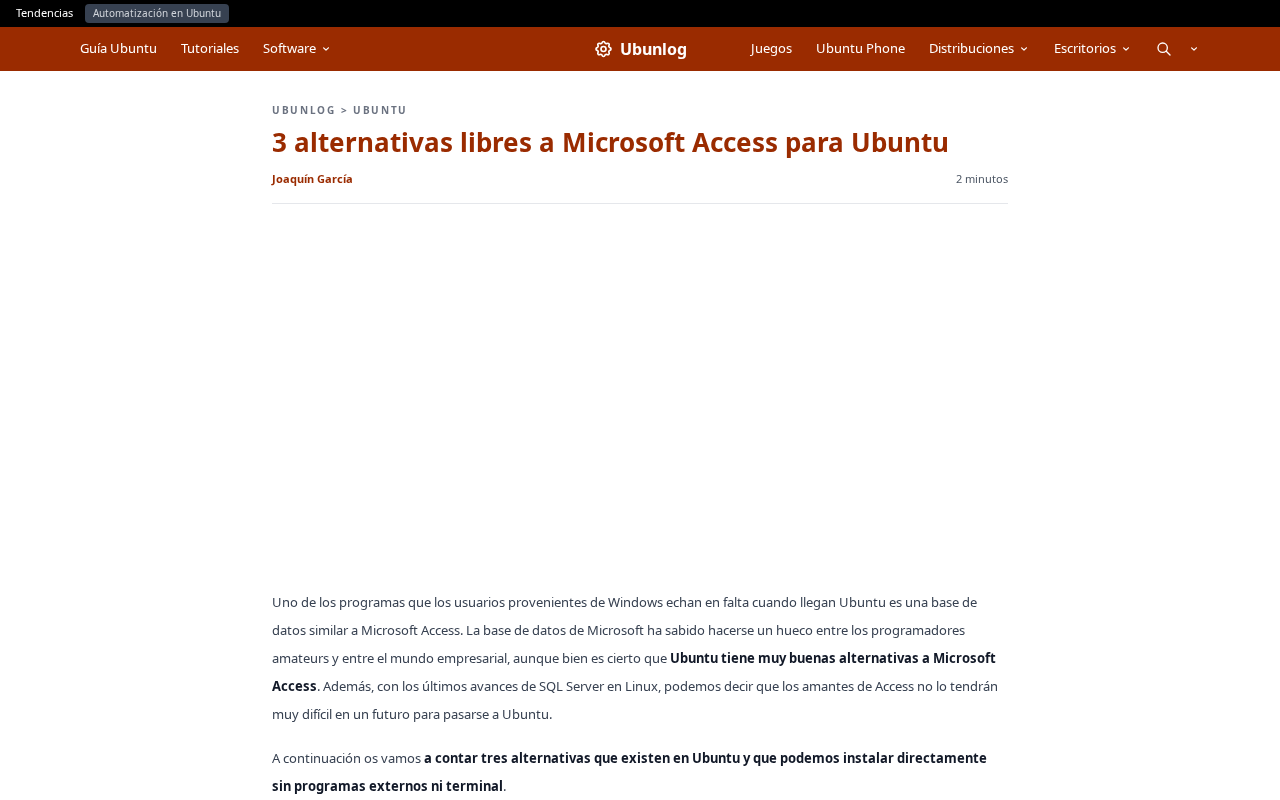 Tendencias Automatización en Ubuntu
Guía Ubuntu Tutoriales Software Ubunlog Juegos Ubuntu Phone Distribuciones Escritorios
UBUNLOG > UBUNTU
3 alternativas libres a Microsoft Access para Ubuntu
Joaquín García 2 minutos
Uno de los programas que los usuarios provenientes de Windows echan en falta cuando llegan Ubuntu es una base de
datos similar a Microsoft Access. La base de datos de Microsoft ha sabido hacerse un hueco entre los programadores
amateurs y entre el mundo empresarial, aunque bien es cierto que Ubuntu tiene muy buenas alternativas a Microsoft
Access. Además, con los últimos avances de SQL Server en Linux, podemos decir que los amantes de Access no lo tendrán
muy difícil en un futuro para pasarse a Ubuntu.
A continuación os vamos a contar tres alternativas que existen en Ubuntu y que podemos instalar directamente
sin programas externos ni terminal.